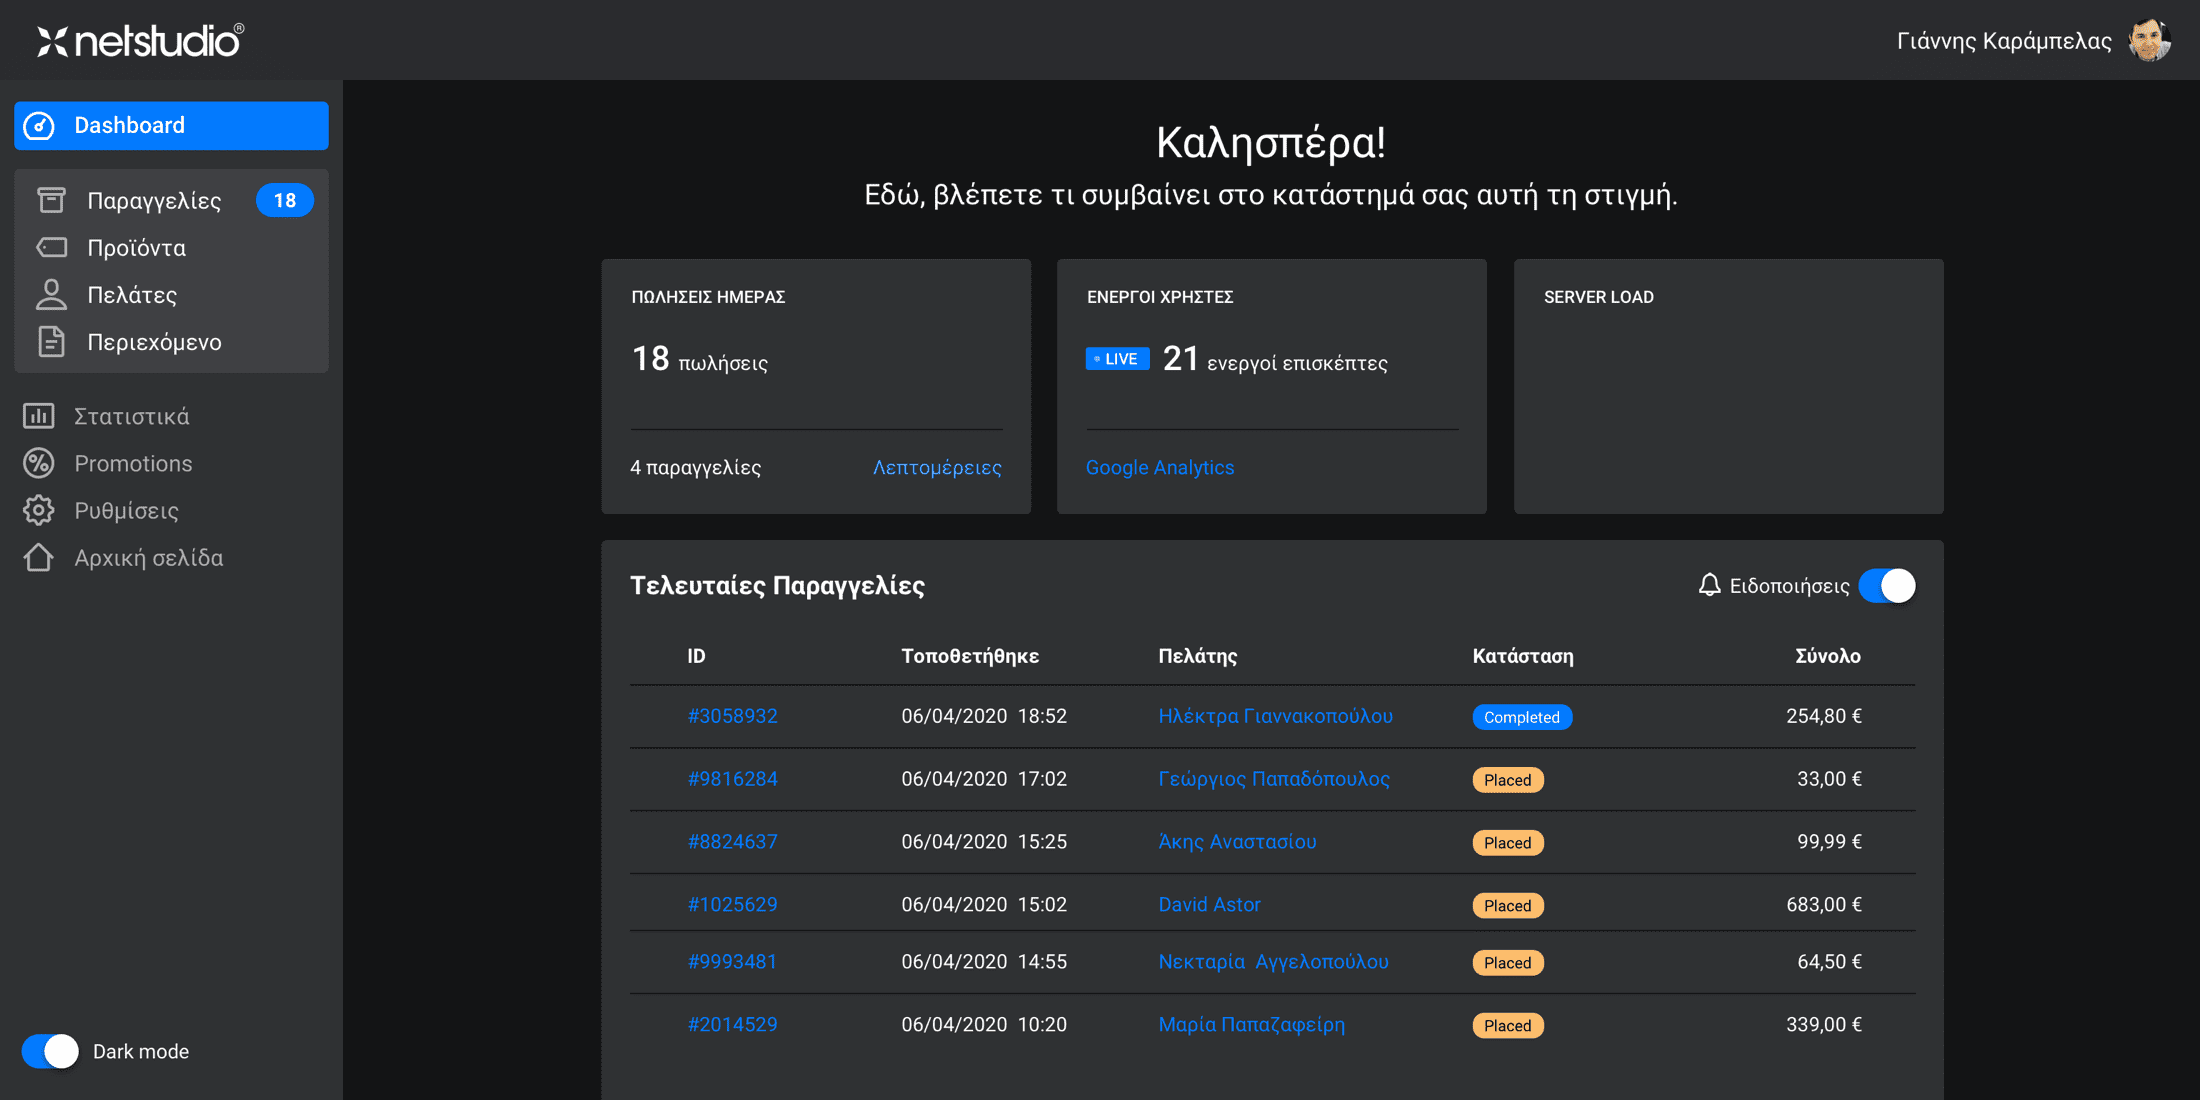 netstudio®
Γιάννης Καράμπελας
Dashboard
Παραγγελίες 18
Προϊόντα
Πελάτες
Περιεχόμενο
Στατιστικά
Promotions
Ρυθμίσεις
Αρχική σελίδα
Dark mode
Καλησπέρα!
Εδώ, βλέπετε τι συμβαίνει στο κατάστημά σας αυτή τη στιγμή.
ΠΩΛΗΣΕΙΣ ΗΜΕΡΑΣ
18 πωλήσεις
4 παραγγελίες Λεπτομέρειες
ΕΝΕΡΓΟΙ ΧΡΗΣΤΕΣ
LIVE 21 ενεργοί επισκέπτες
Google Analytics
SERVER LOAD
Τελευταίες Παραγγελίες Ειδοποιήσεις
ID Τοποθετήθηκε Πελάτης Κατάσταση Σύνολο
#3058932 06/04/2020 18:52 Ηλέκτρα Γιαννακοπούλου Completed 254,80 €
#9816284 06/04/2020 17:02 Γεώργιος Παπαδόπουλος Placed 33,00 €
#8824637 06/04/2020 15:25 Άκης Αναστασίου Placed 99,99 €
#1025629 06/04/2020 15:02 David Astor Placed 683,00 €
#9993481 06/04/2020 14:55 Νεκταρία Αγγελοπούλου Placed 64,50 €
#2014529 06/04/2020 10:20 Μαρία Παπαζαφείρη Placed 339,00 €